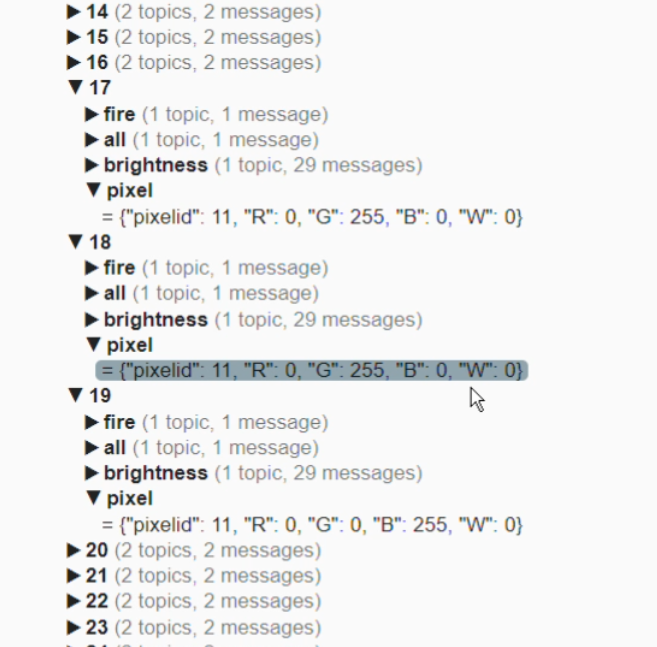 ▶ 14 (2 topics, 2 messages)
▶ 15 (2 topics, 2 messages)
▶ 16 (2 topics, 2 messages)
▼ 17
▶ fire (1 topic, 1 message)
▶ all (1 topic, 1 message)
▶ brightness (1 topic, 29 messages)
▼ pixel
= {"pixelid": 11, "R": 0, "G": 255, "B": 0, "W": 0}
▼ 18
▶ fire (1 topic, 1 message)
▶ all (1 topic, 1 message)
▶ brightness (1 topic, 29 messages)
▼ pixel
= {"pixelid": 11, "R": 0, "G": 255, "B": 0, "W": 0}
▼ 19
▶ fire (1 topic, 1 message)
▶ all (1 topic, 1 message)
▶ brightness (1 topic, 29 messages)
▼ pixel
= {"pixelid": 11, "R": 0, "G": 0, "B": 255, "W": 0}
▶ 20 (2 topics, 2 messages)
▶ 21 (2 topics, 2 messages)
▶ 22 (2 topics, 2 messages)
▶ 23 (2 topics, 2 messages)